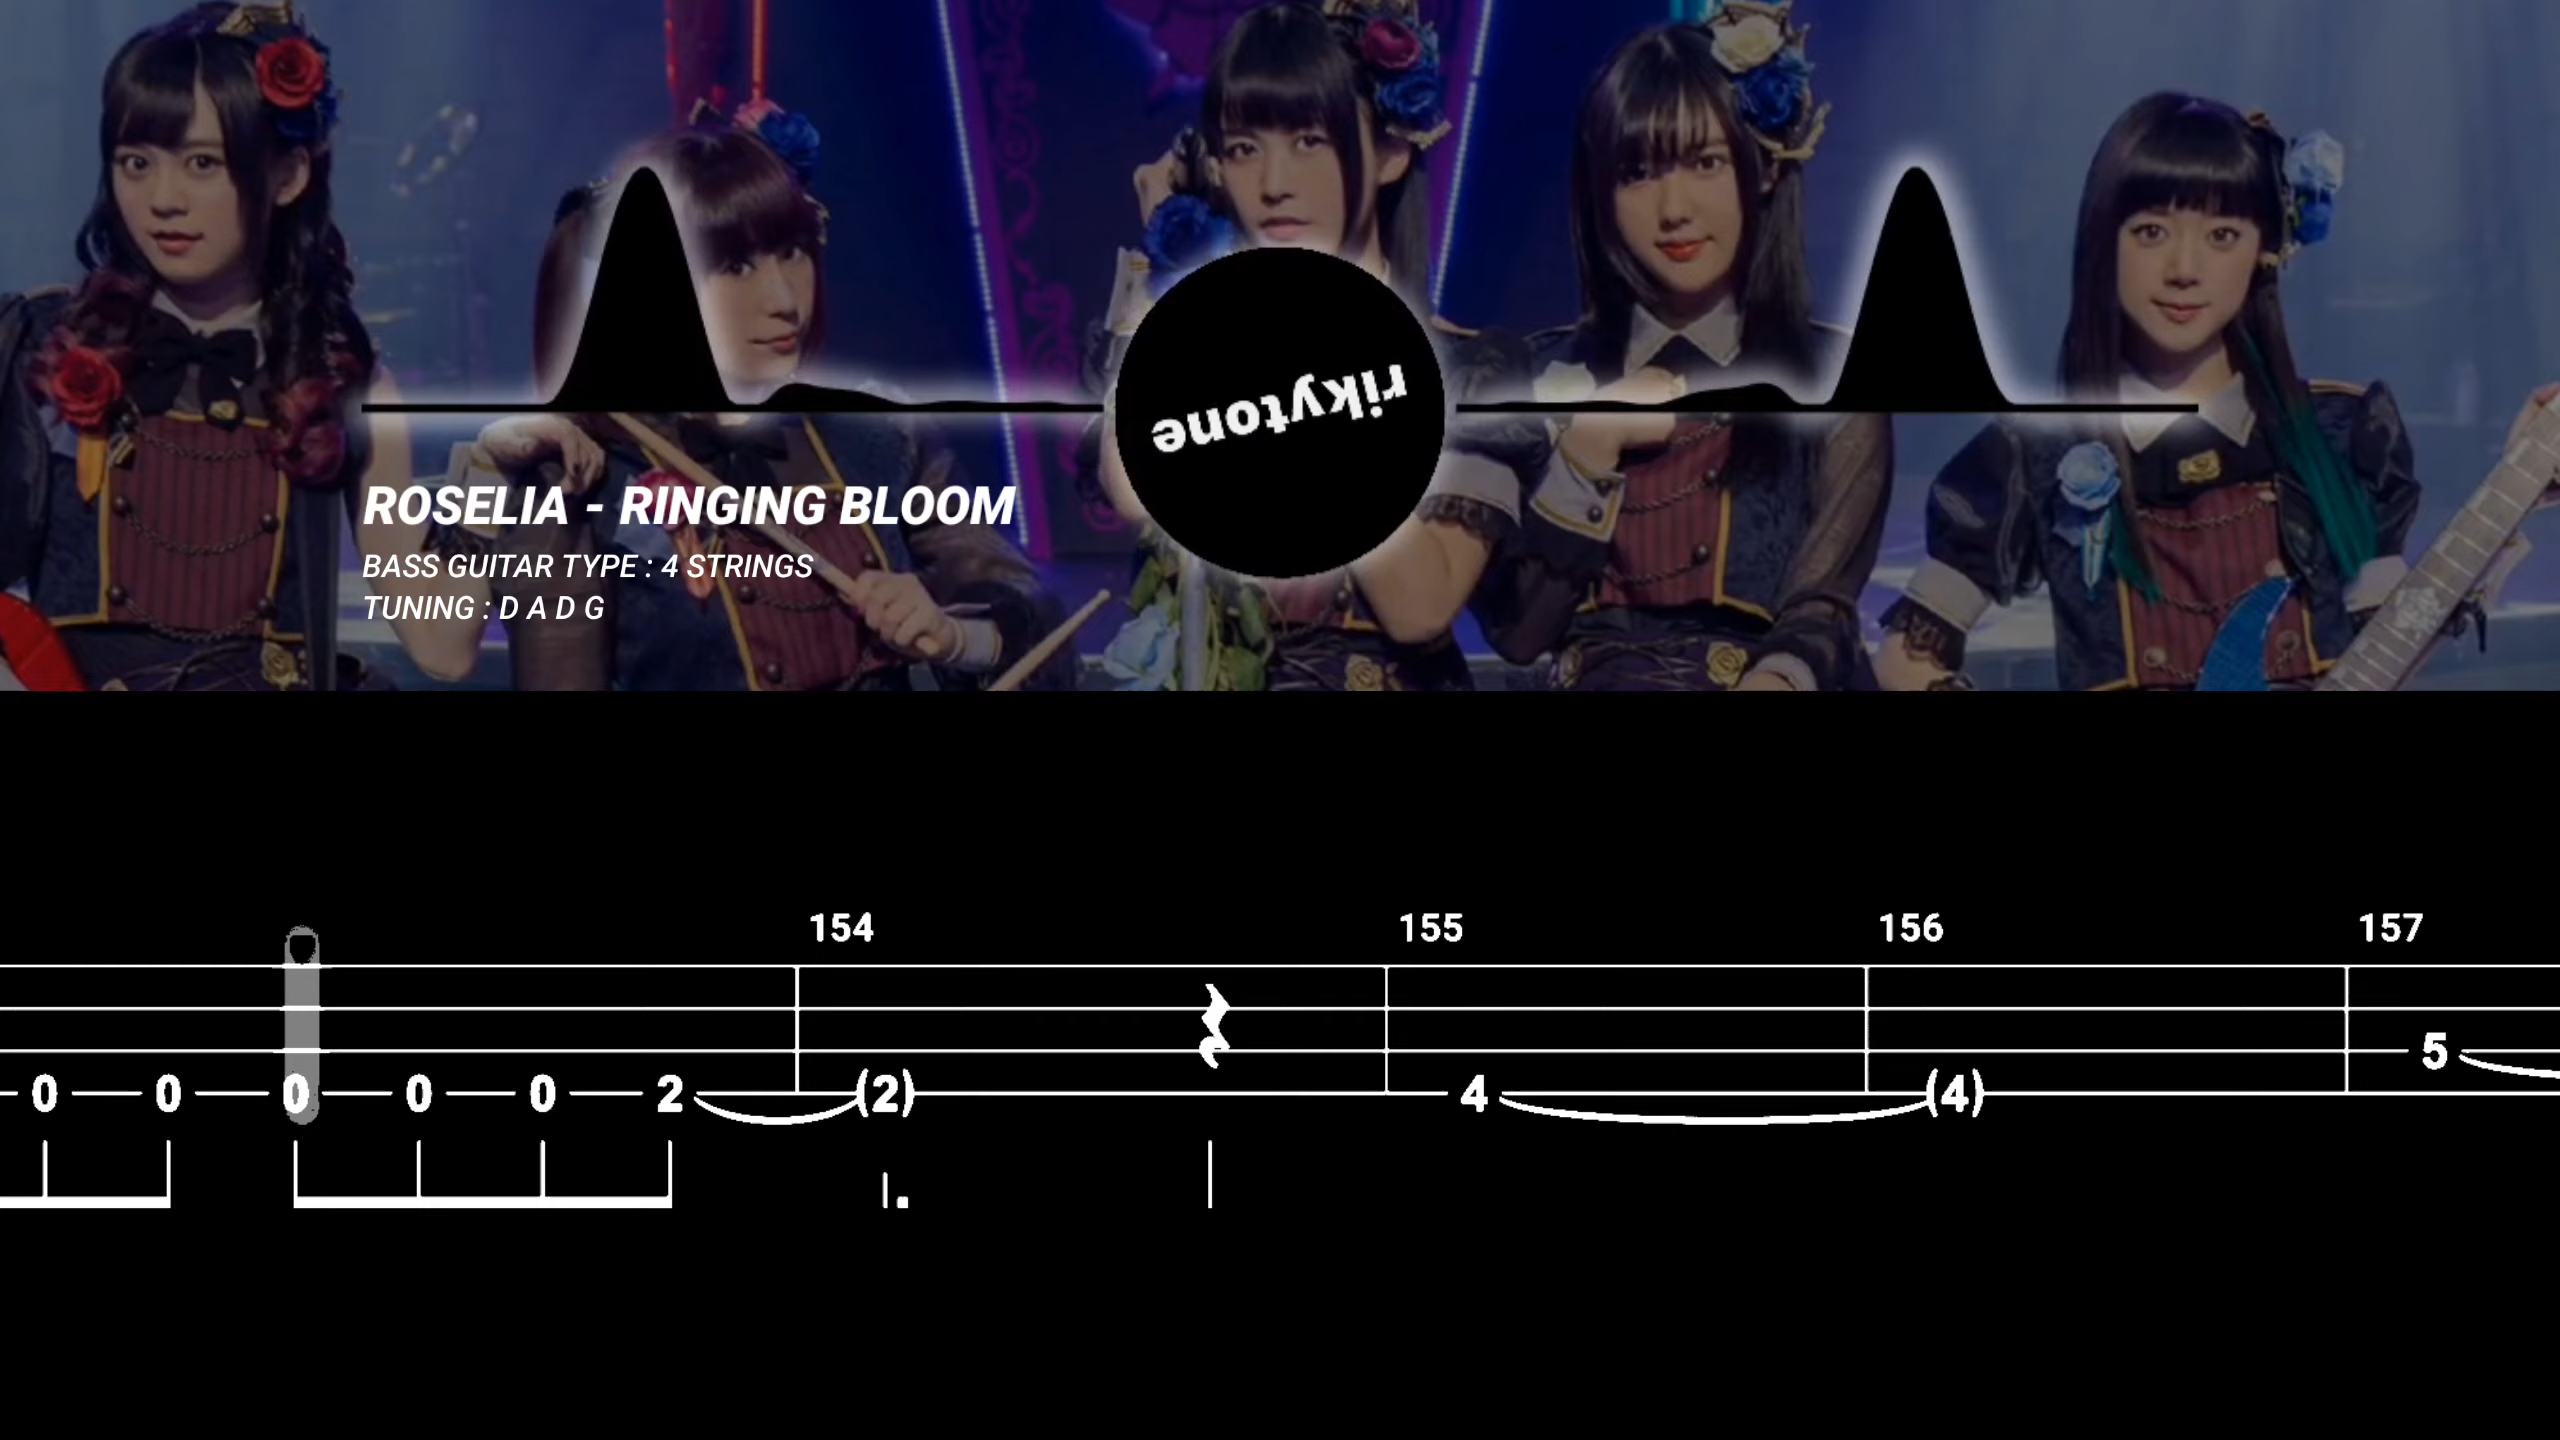 rikytone
ROSELIA - RINGING BLOOM
BASS GUITAR TYPE : 4 STRINGS
TUNING : D A D G
154 155 156 157
5
0 0 0 0 0 2 (2) 4 (4)